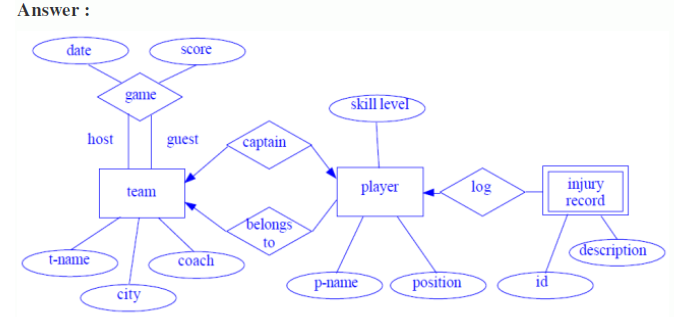 Answer :
date
score
game
host
guest
captain
skill level
team
player
log
injury
record
belongs
to
t-name
coach
city
p-name
position
id
description